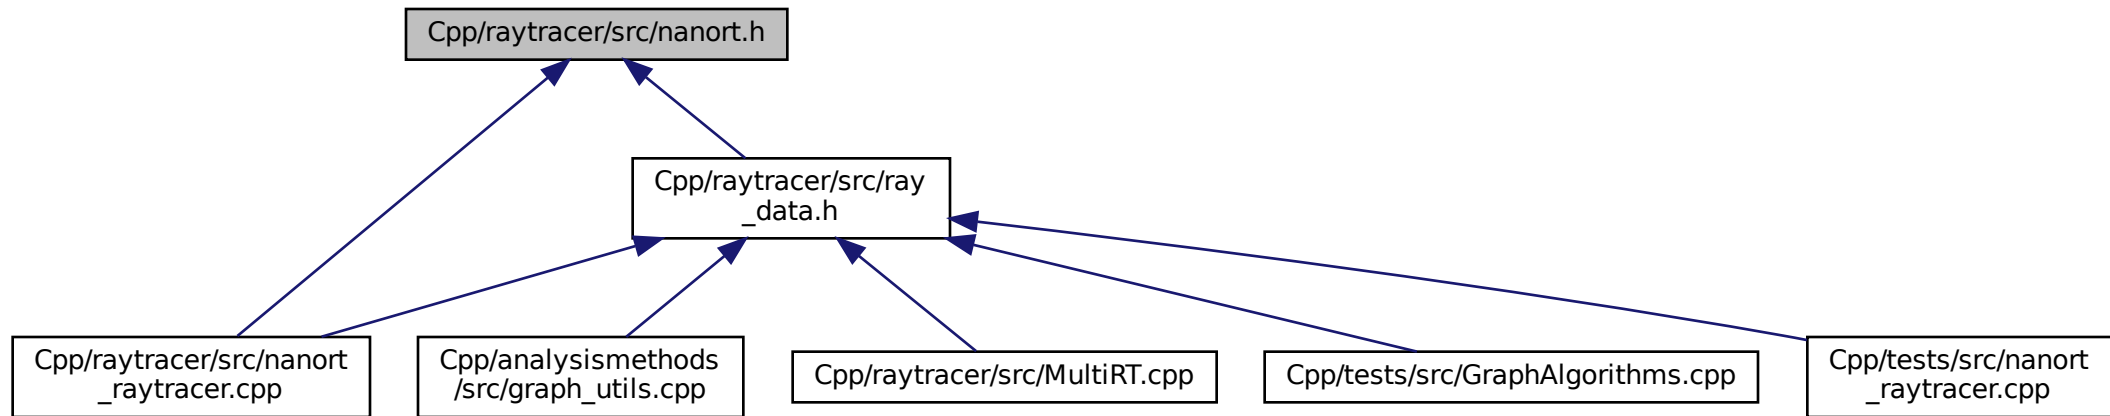 Cpp/raytracer/src/nanort.h
Cpp/raytracer/src/ray
_data.h
Cpp/raytracer/src/nanort
_raytracer.cpp
Cpp/analysismethods
/src/graph_utils.cpp
Cpp/raytracer/src/MultiRT.cpp
Cpp/tests/src/GraphAlgorithms.cpp
Cpp/tests/src/nanort
_raytracer.cpp